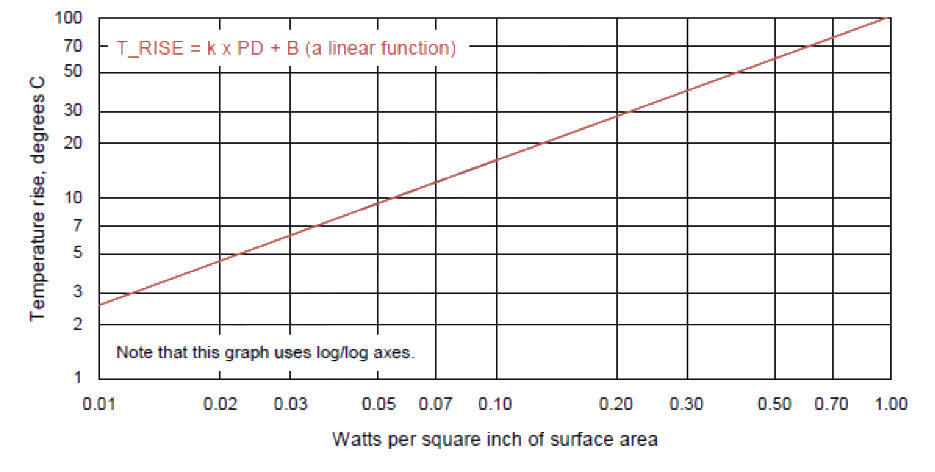 100
70
T_RISE = k x PD + B (a linear function)
50
30
20
10
7
5
3
2
Note that this graph uses log/log axes.
1
Temperature rise, degrees C
0.01 0.02 0.03 0.05 0.07 0.10 0.20 0.30 0.50 0.70 1.00
Watts per square inch of surface area